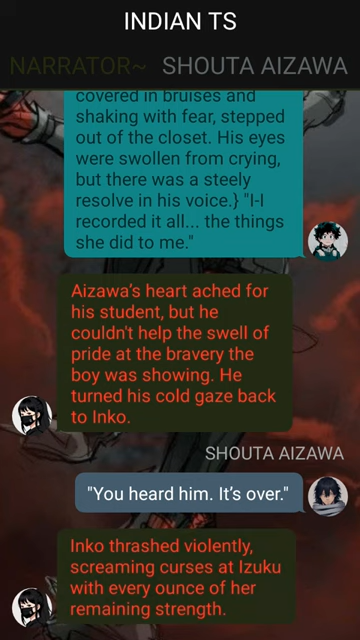 INDIAN TS
NARRATOR~ SHOUTA AIZAWA
covered in bruises and
shaking with fear, stepped
out of the closet. His eyes
were swollen from crying,
but there was a steely
resolve in his voice.} "I-I
recorded it all... the things
she did to me."
Aizawa’s heart ached for
his student, but he
couldn't help the swell of
pride at the bravery the
boy was showing. He
turned his cold gaze back
to Inko.
SHOUTA AIZAWA
"You heard him. It’s over."
Inko thrashed violently,
screaming curses at Izuku
with every ounce of her
remaining strength.